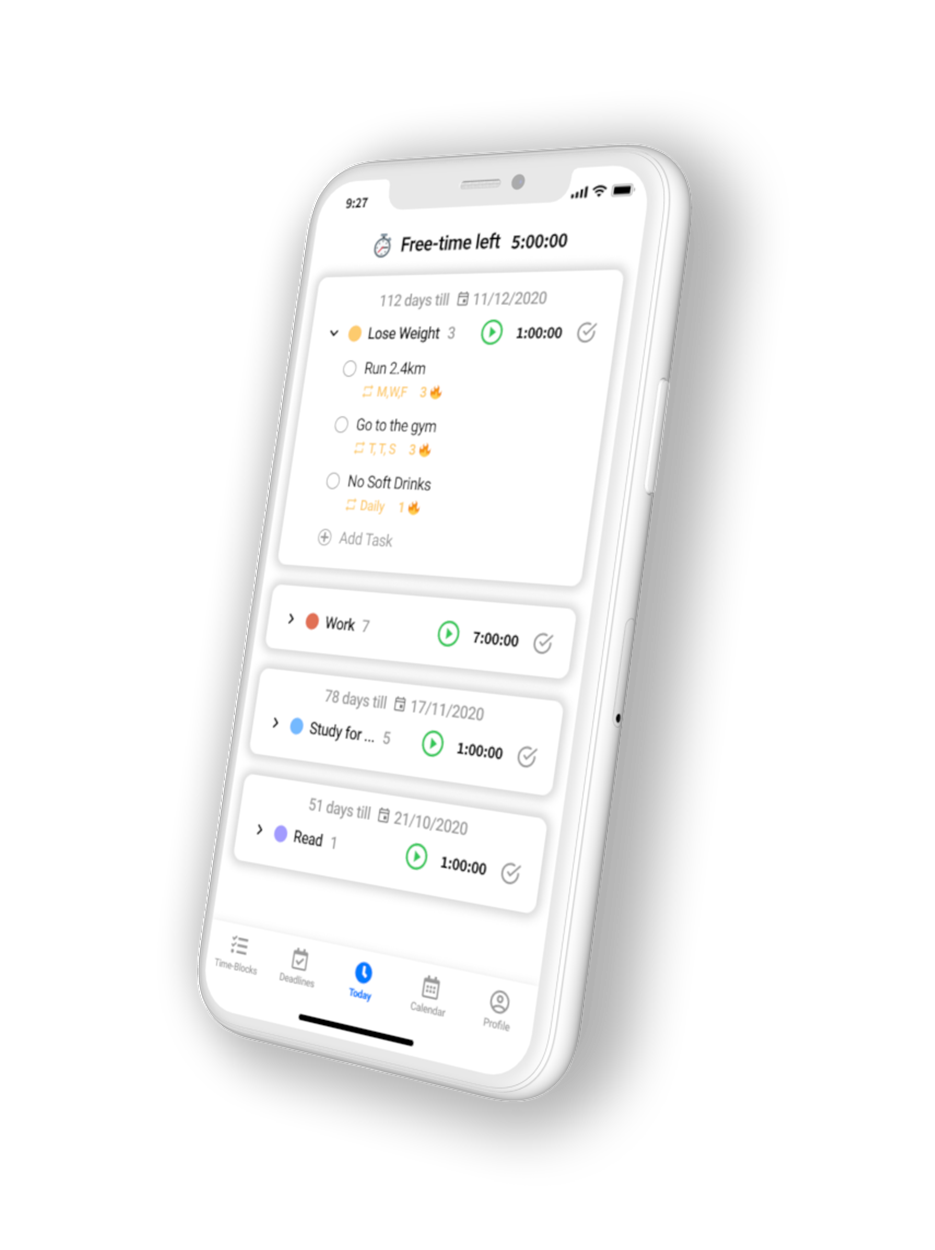 9:27
Free-time left 5:00:00
112 days till 11/12/2020
Lose Weight 3 1:00:00
Run 2.4km
M,W,F 3
Go to the gym
T, T, S 3
No Soft Drinks
Daily 1
Add Task
Work 7 7:00:00
78 days till 17/11/2020
Study for ... 5 1:00:00
51 days till 21/10/2020
Read 1 1:00:00
Time-Blocks Deadlines Today Calendar Profile